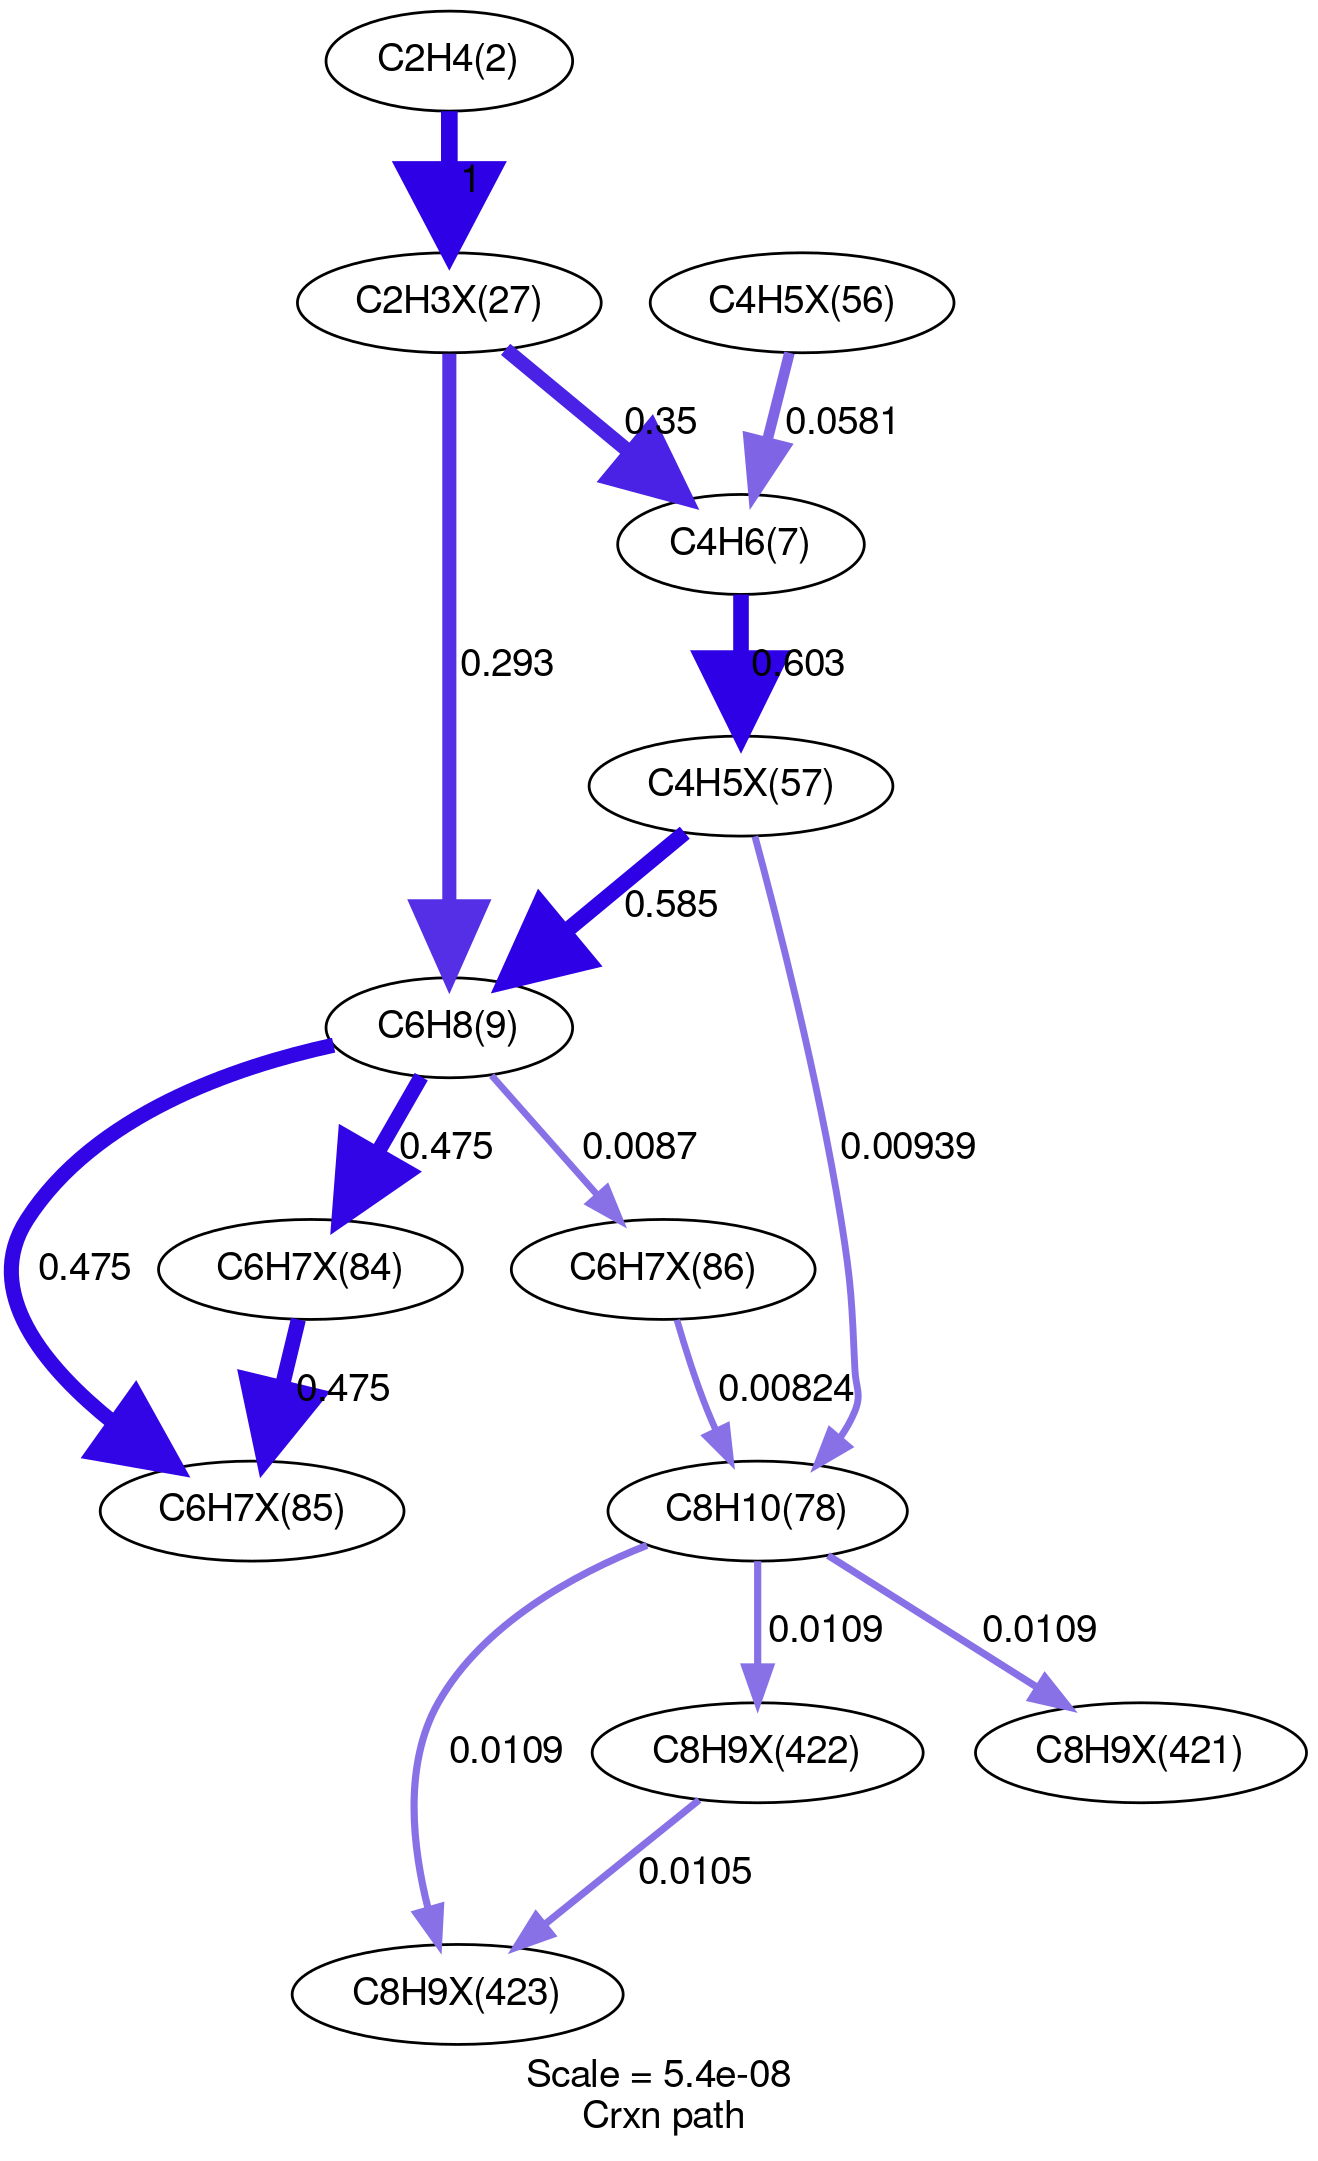 C2H4(2)
1
C2H3X(27)
C4H5X(56)
0.35
0.0581
C4H6(7)
0.293
0.603
C4H5X(57)
0.585
C6H8(9)
0.475
0.0087
0.00939
0.475
C6H7X(84)
C6H7X(86)
0.475
0.00824
C6H7X(85)
C8H10(78)
0.0109
0.0109
0.0109
C8H9X(422)
C8H9X(421)
0.0105
C8H9X(423)
Scale = 5.4e-08
Crxn path